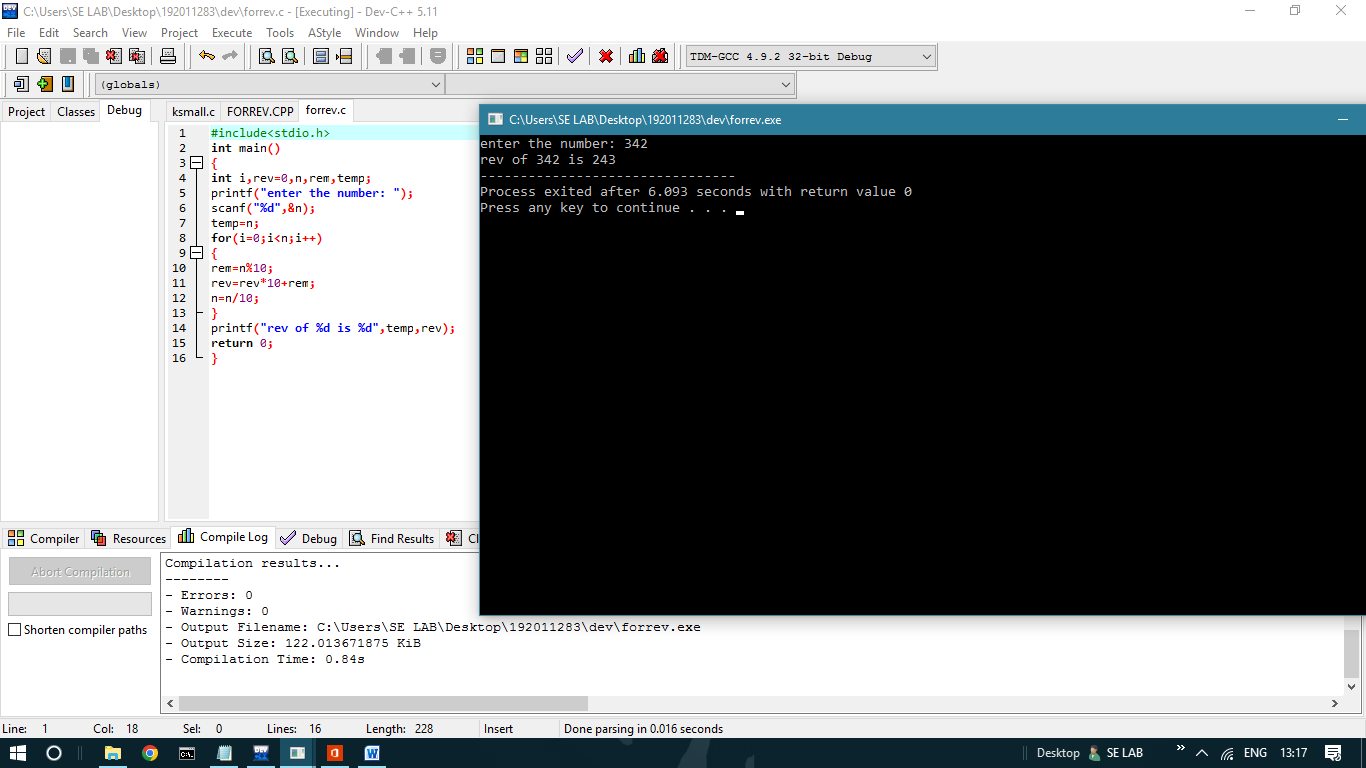 C:\Users\SE LAB\Desktop\192011283\dev\forrev.c - [Executing] - Dev-C++ 5.11
File Edit Search View Project Execute Tools AStyle Window Help
TDM-GCC 4.9.2 32-bit Debug
(globals)
Project Classes Debug
ksmall.c FORREV.CPP forrev.c
1 #include<stdio.h>
2 int main()
3 {
4 int i,rev=0,n,rem,temp;
5 printf("enter the number: ");
6 scanf("%d",&n);
7 temp=n;
8 for(i=0;i<n;i++)
9 {
10 rem=n%10;
11 rev=rev*10+rem;
12 n=n/10;
13 }
14 printf("rev of %d is %d",temp,rev);
15 return 0;
16 }
C:\Users\SE LAB\Desktop\192011283\dev\forrev.exe
enter the number: 342
rev of 342 is 243
--------------------------------
Process exited after 6.093 seconds with return value 0
Press any key to continue . . .
Compiler Resources Compile Log Debug Find Results Cl
Abort Compilation
Shorten compiler paths
Compilation results...
--------
- Errors: 0
- Warnings: 0
- Output Filename: C:\Users\SE LAB\Desktop\192011283\dev\forrev.exe
- Output Size: 122.013671875 KiB
- Compilation Time: 0.84s
Line: 1 Col: 18 Sel: 0 Lines: 16 Length: 228 Insert Done parsing in 0.016 seconds
Desktop SE LAB ENG 13:17